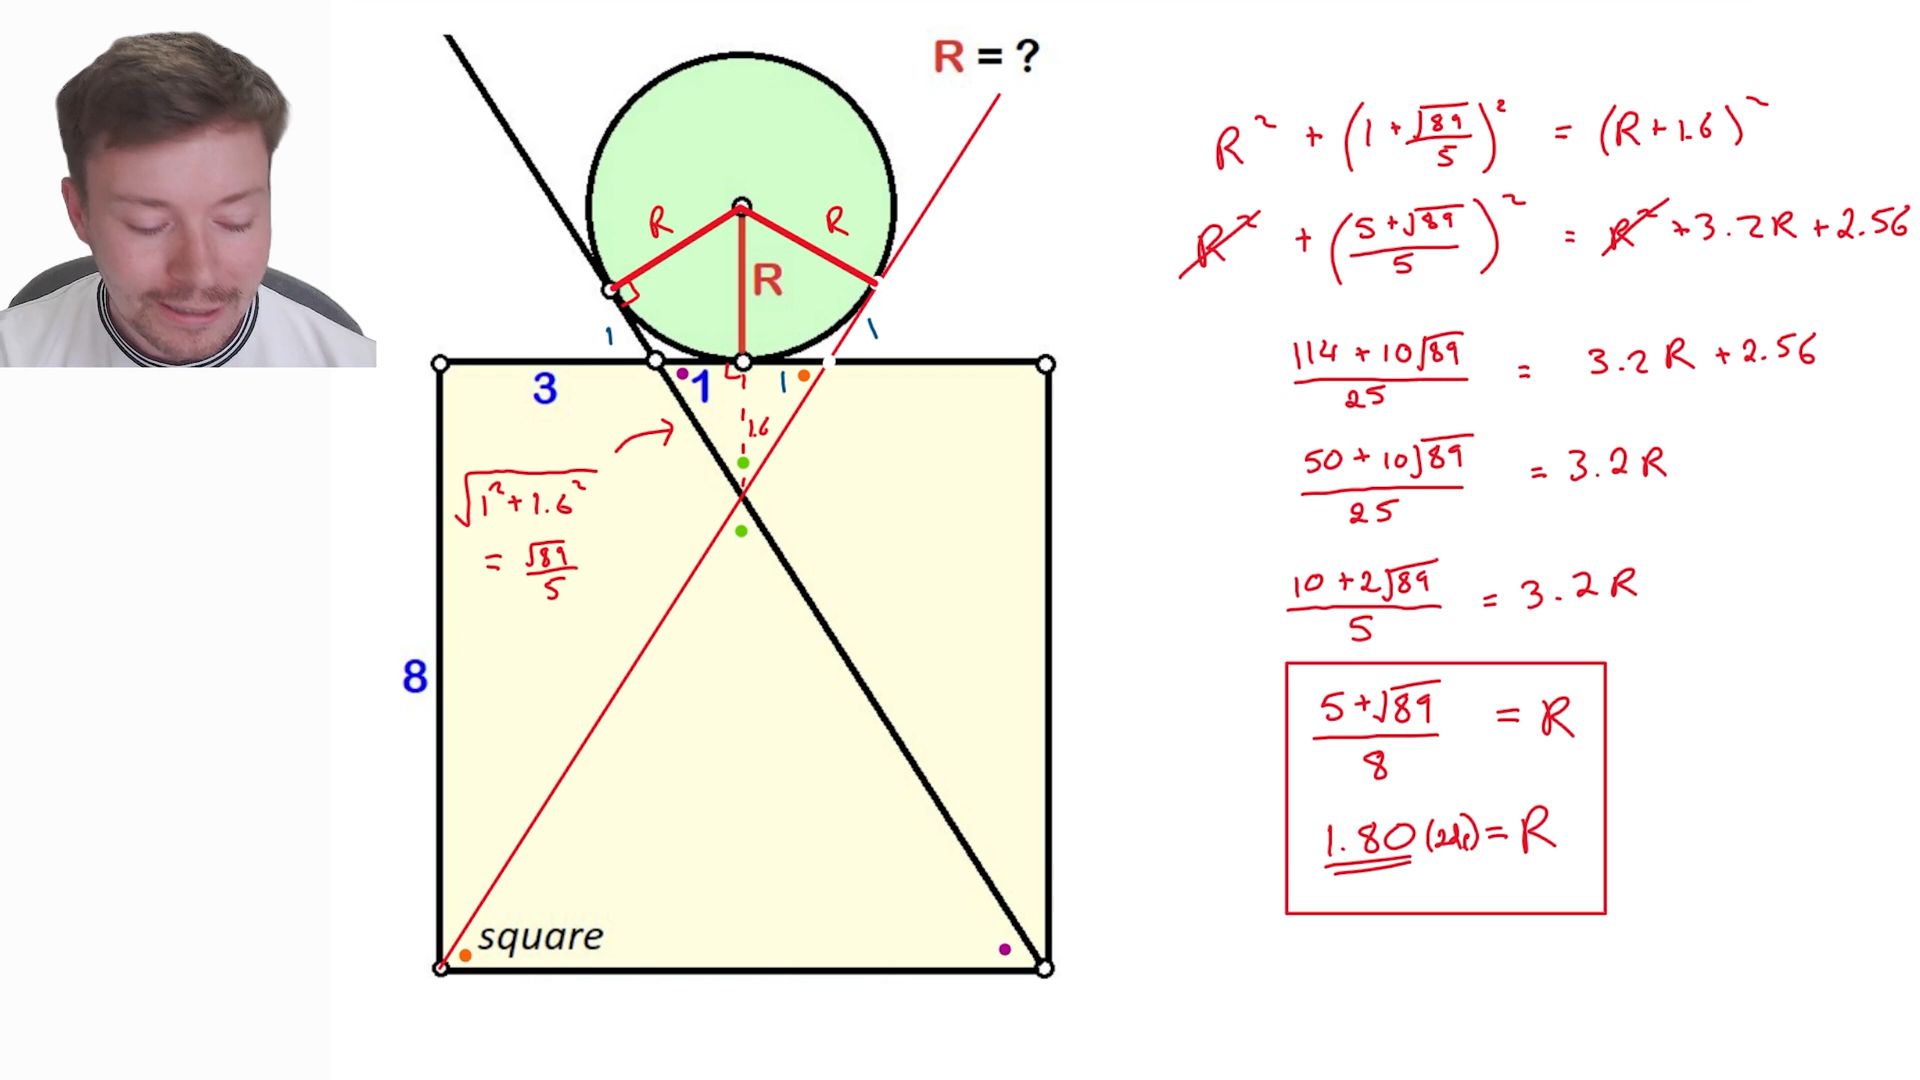 R = ?
R
R
R
3
1
1
1
1
1.6
√(1² + 1.6²)
= √89/5
8
square
R² + (1 + √89/5)² = (R + 1.6)²
R² + ((5 + √89)/5)² = R² + 3.2R + 2.56
(114 + 10√89)/25 = 3.2R + 2.56
(50 + 10√89)/25 = 3.2R
(10 + 2√89)/5 = 3.2R
(5 + √89)/8 = R
1.80 (2dp) = R